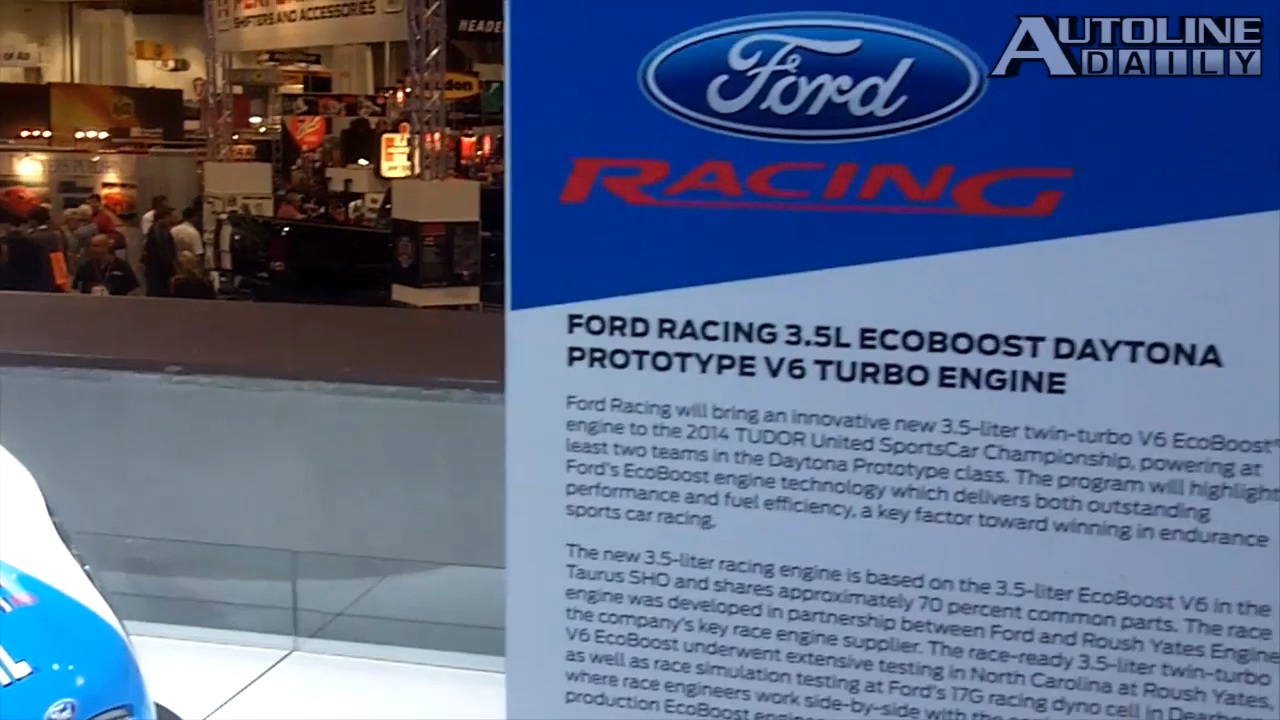 SHIFTERS AND ACCESSORIES
HEADE
AUTOLINE
DAILY
Ford
RACING
FORD RACING 3.5L ECOBOOST DAYTONA
PROTOTYPE V6 TURBO ENGINE
Ford Racing will bring an innovative new 3.5-liter twin-turbo V6 EcoBoost
engine to the 2014 TUDOR United SportsCar Championship, powering at
least two teams in the Daytona Prototype class. The program will highlight
Ford's EcoBoost engine technology which delivers both outstanding
performance and fuel efficiency, a key factor toward winning in endurance
sports car racing.
The new 3.5-liter racing engine is based on the 3.5-liter EcoBoost V6 in the
Taurus SHO and shares approximately 70 percent common parts. The race
engine was developed in partnership between Ford and Roush Yates Engine
the company's key race engine supplier. The race-ready 3.5-liter twin-turbo
V6 EcoBoost underwent extensive testing in North Carolina at Roush Yates,
as well as race simulation testing at Ford's 17G racing dyno cell in
where race engineers work side-by-side with the
production EcoBoost